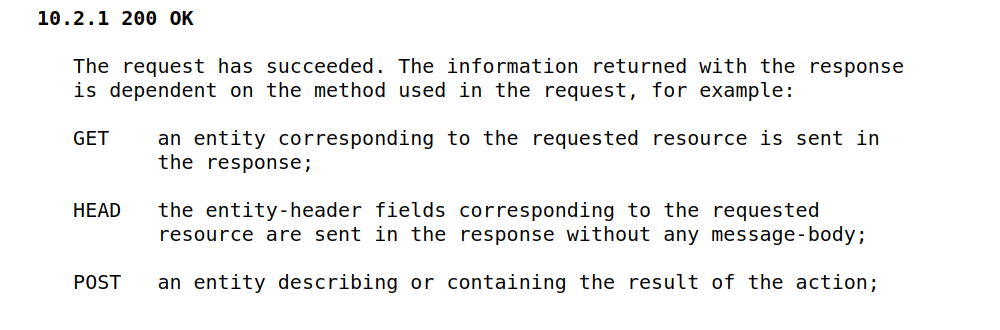 10.2.1 200 OK
The request has succeeded. The information returned with the response
is dependent on the method used in the request, for example:
GET    an entity corresponding to the requested resource is sent in
the response;
HEAD   the entity-header fields corresponding to the requested
resource are sent in the response without any message-body;
POST   an entity describing or containing the result of the action;